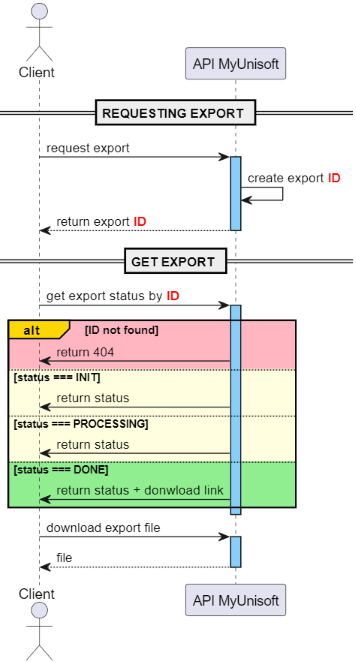 Client
API MyUnisoft
REQUESTING EXPORT
request export
create export ID
return export ID
GET EXPORT
get export status by ID
alt [ID not found]
return 404
[status === INIT]
return status
[status === PROCESSING]
return status
[status === DONE]
return status + donwload link
download export file
file
Client
API MyUnisoft